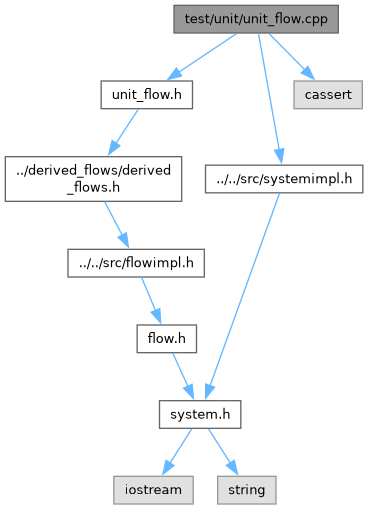 test/unit/unit_flow.cpp
unit_flow.h
cassert
../derived_flows/derived
_flows.h
../../src/systemimpl.h
../../src/flowimpl.h
flow.h
system.h
iostream
string